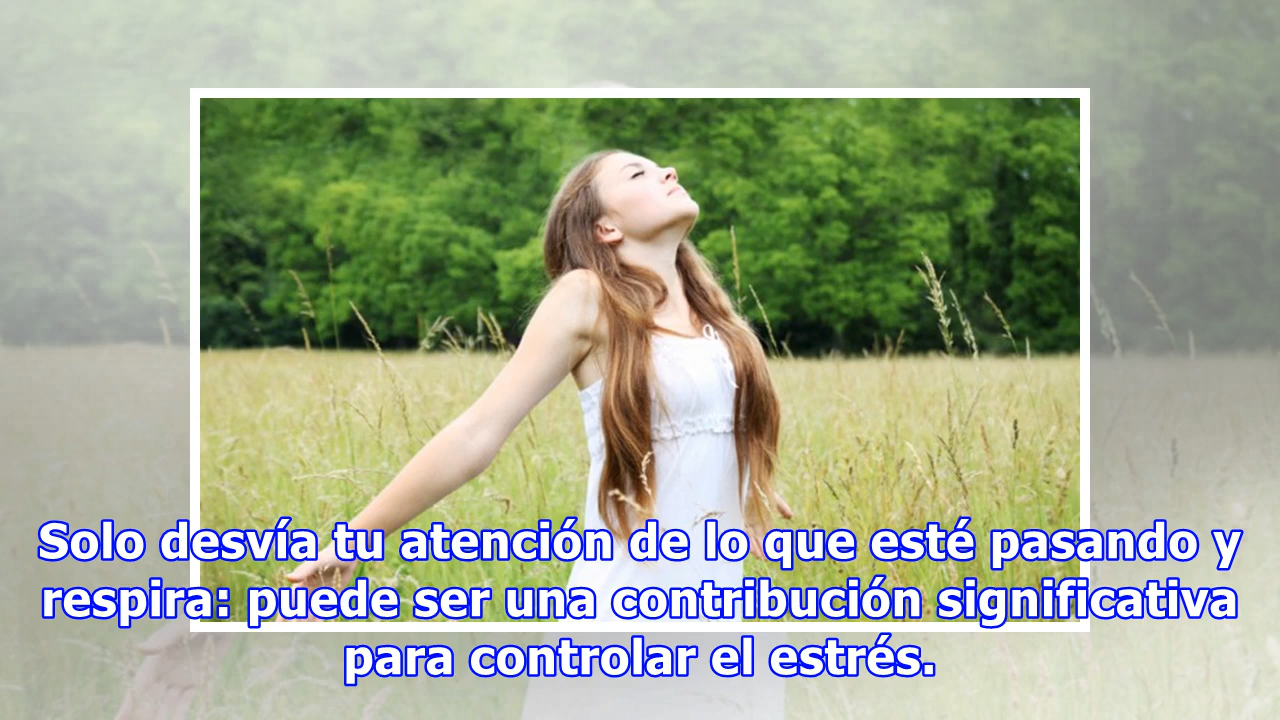 Solo desvía tu atención de lo que esté pasando y
respira: puede ser una contribución significativa
para controlar el estrés.